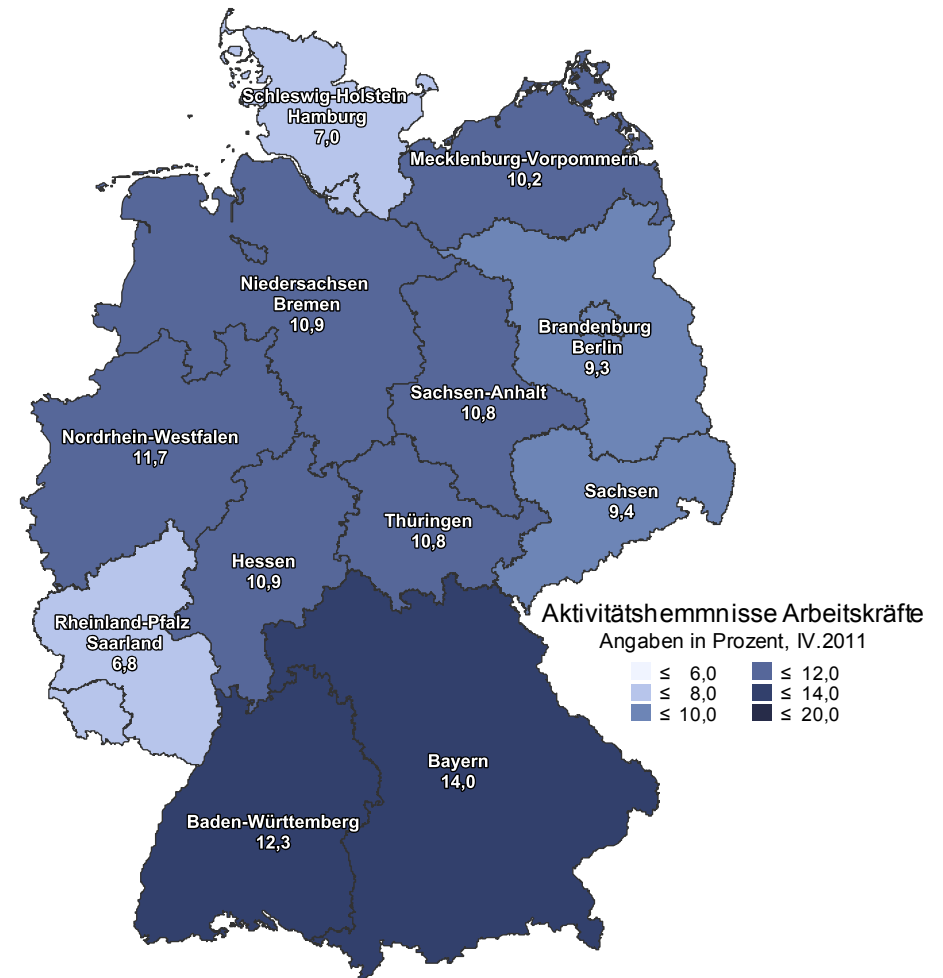 Schleswig-Holstein
Hamburg
7,0
Mecklenburg-Vorpommern
10,2
Niedersachsen
Bremen
10,9
Brandenburg
Berlin
9,3
Sachsen-Anhalt
10,8
Nordrhein-Westfalen
11,7
Sachsen
9,4
Thüringen
10,8
Hessen
10,9
Rheinland-Pfalz
Saarland
6,8
Aktivitätshemmnisse Arbeitskräfte
Angaben in Prozent, IV.2011
≤ 6,0
≤ 8,0
≤ 10,0
≤ 12,0
≤ 14,0
≤ 20,0
Bayern
14,0
Baden-Württemberg
12,3